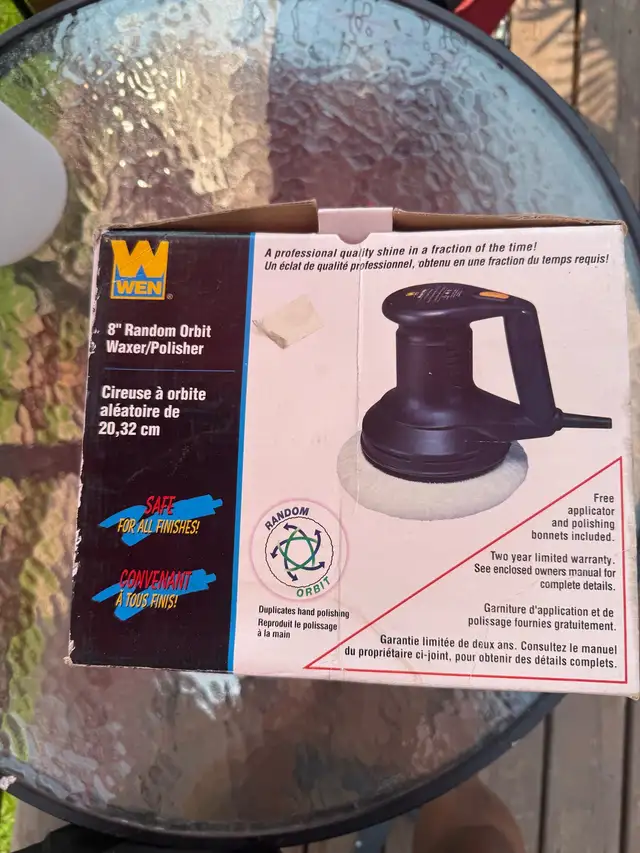 WEN
8" Random Orbit
Waxer/Polisher
Cireuse à orbite
aléatoire de
20,32 cm
SAFE
FOR ALL FINISHES!
CONVENANT
À TOUS FINIS!
A professional quality shine in a fraction of the time!
Un éclat de qualité professionnel, obtenu en une fraction du temps requis!
RANDOM
ORBIT
Duplicates hand polishing
Reproduit le polissage
à la main
Free
applicator
and polishing
bonnets included.
Two year limited warranty.
See enclosed owners manual for
complete details.
Garniture d'application et de
polissage fournies gratuitement.
Garantie limitée de deux ans. Consultez le manuel
du propriétaire ci-joint, pour obtenir des détails complets.